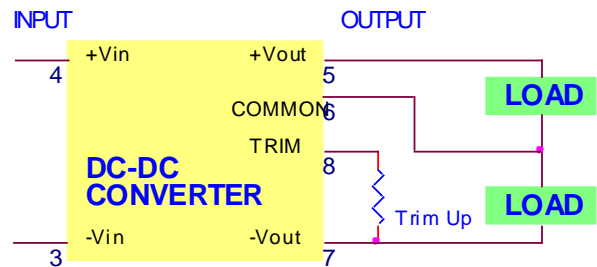 INPUT OUTPUT
+Vin +Vout
4 5
COMMON 6
TRIM
8
DC-DC
CONVERTER
LOAD
LOAD
Trim Up
-Vin -Vout
3 7